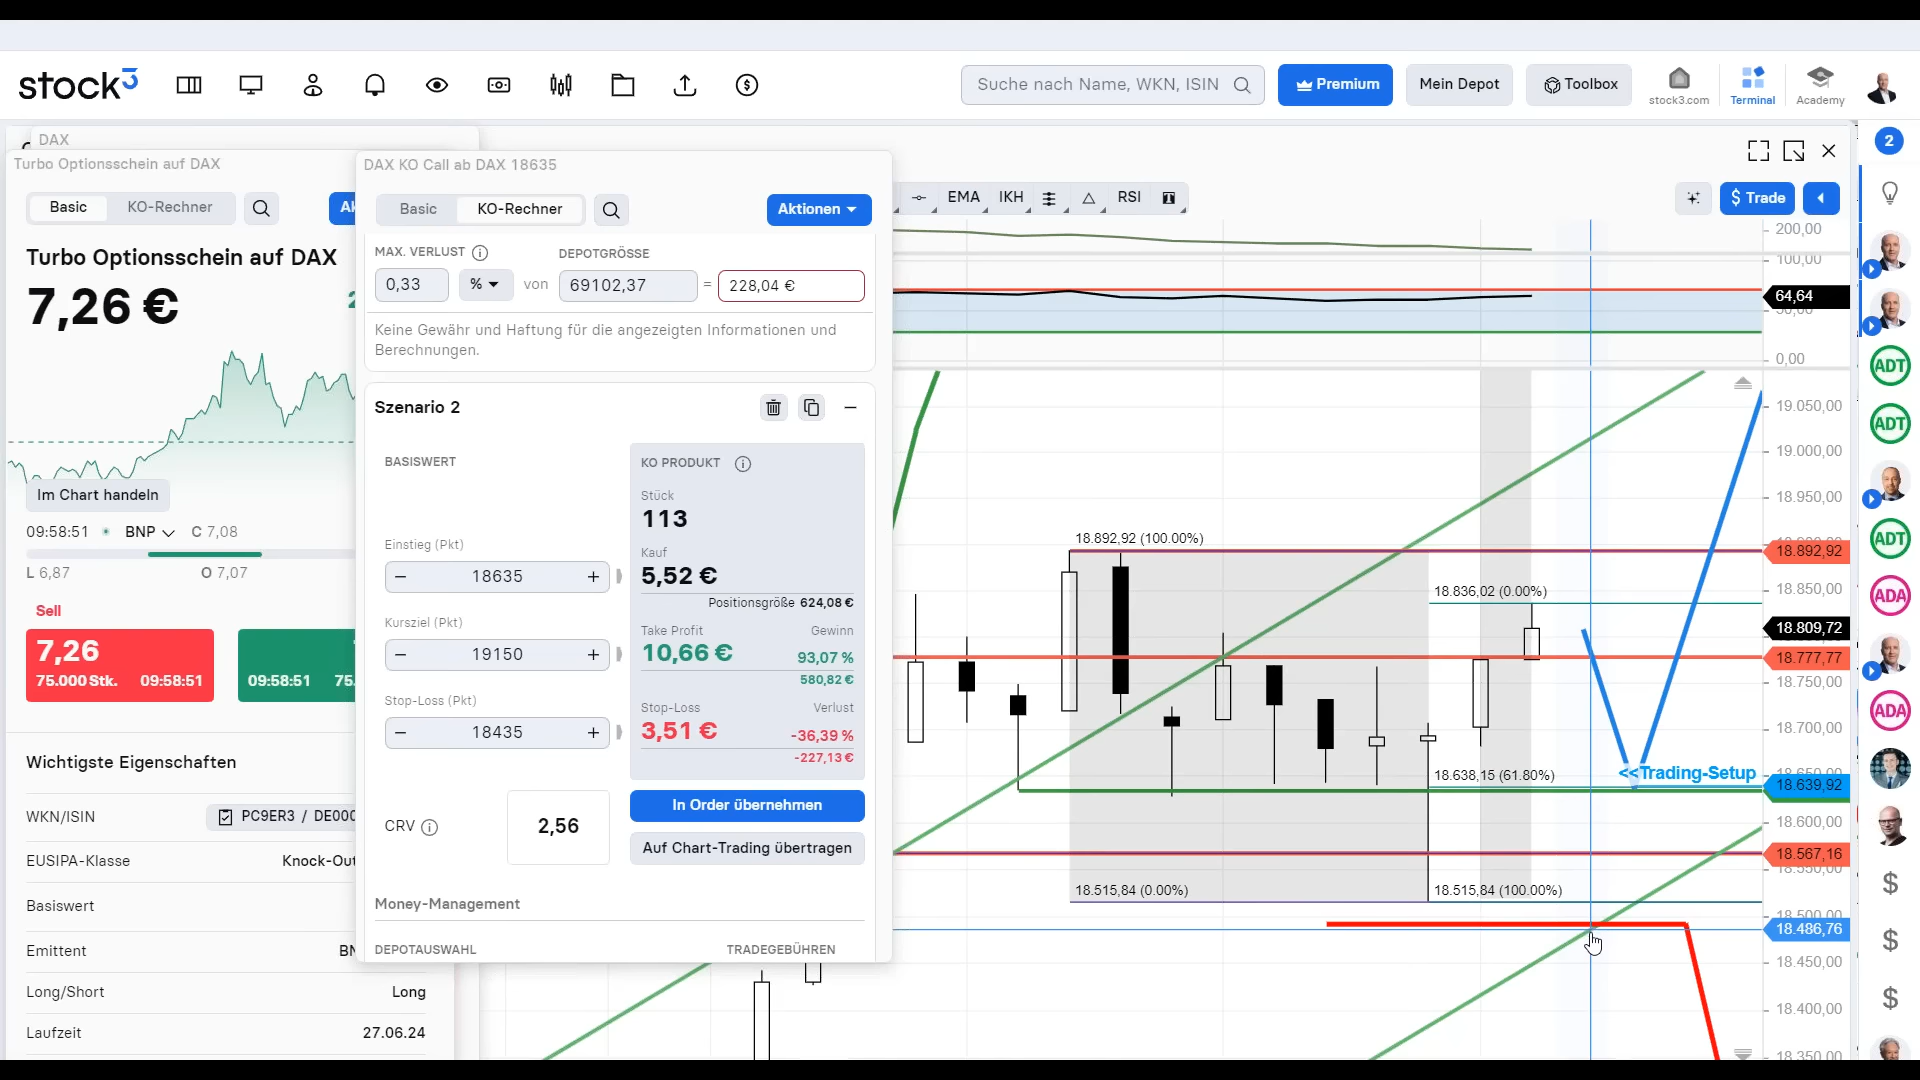 stock3
Suche nach Name, WKN, ISIN
Premium
Mein Depot
Toolbox
stock3.com
Terminal
Academy
DAX
Turbo Optionsschein auf DAX
Basic
KO-Rechner
Turbo Optionsschein auf DAX
7,26 €
Im Chart handeln
09:58:51
BNP
C 7,08
L 6,87
O 7,07
Sell
7,26
75.000 Stk.
09:58:51
09:58:51
75.
Wichtigste Eigenschaften
WKN/ISIN
PC9ER3 / DE000
EUSIPA-Klasse
Knock-Out
Basiswert
Emittent
BN
Long/Short
Long
Laufzeit
27.06.24
DAX KO Call ab DAX 18635
Basic
KO-Rechner
Aktionen
MAX. VERLUST
DEPOTGRÖSSE
0,33
%
von
69102,37
=
228,04 €
Keine Gewähr und Haftung für die angezeigten Informationen und
Berechnungen.
Szenario 2
BASISWERT
KO PRODUKT
Stück
113
Einstieg (Pkt)
Kauf
− 18635 +
5,52 €
Positionsgröße 624,08 €
Kursziel (Pkt)
Take Profit
Gewinn
− 19150 +
10,66 €
93,07 %
580,82 €
Stop-Loss (Pkt)
Stop-Loss
Verlust
− 18435 +
3,51 €
-36,39 %
-227,13 €
CRV
2,56
In Order übernehmen
Auf Chart-Trading übertragen
Money-Management
DEPOTAUSWAHL
TRADEGEBÜHREN
EMA
IKH
RSI
$ Trade
200,00
100,00
64,64
50,00
0,00
19.050,00
19.000,00
18.950,00
18.892,92 (100.00%)
18.892,92
18.836,02 (0.00%)
18.850,00
18.809,72
18.777,77
18.750,00
18.700,00
18.638,15 (61.80%)
<<Trading-Setup
18.650,00
18.639,92
18.600,00
18.567,16
18.550,00
18.515,84 (0.00%)
18.515,84 (100.00%)
18.500,00
18.486,76
18.450,00
18.400,00
18.350,00
2
ADT
ADT
ADT
ADA
ADA
$
$
$